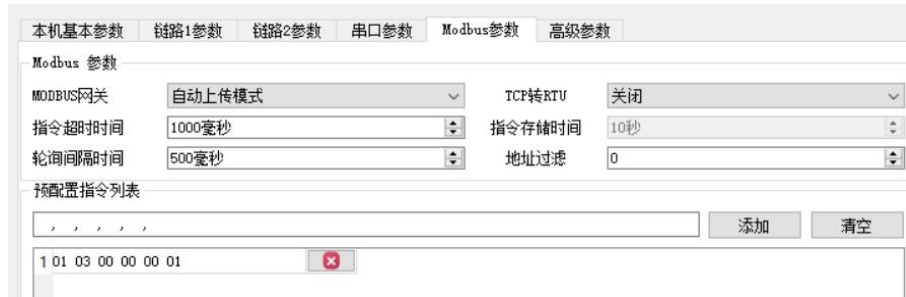 本机基本参数 链路1参数 链路2参数 串口参数 Modbus参数 高级参数
Modbus 参数
MODBUS网关 自动上传模式 TCP转RTU 关闭
指令超时时间 1000毫秒 指令存储时间 10秒
轮询间隔时间 500毫秒 地址过滤 0
预配置指令列表
, , , , , 添加 清空
1 01 03 00 00 00 01